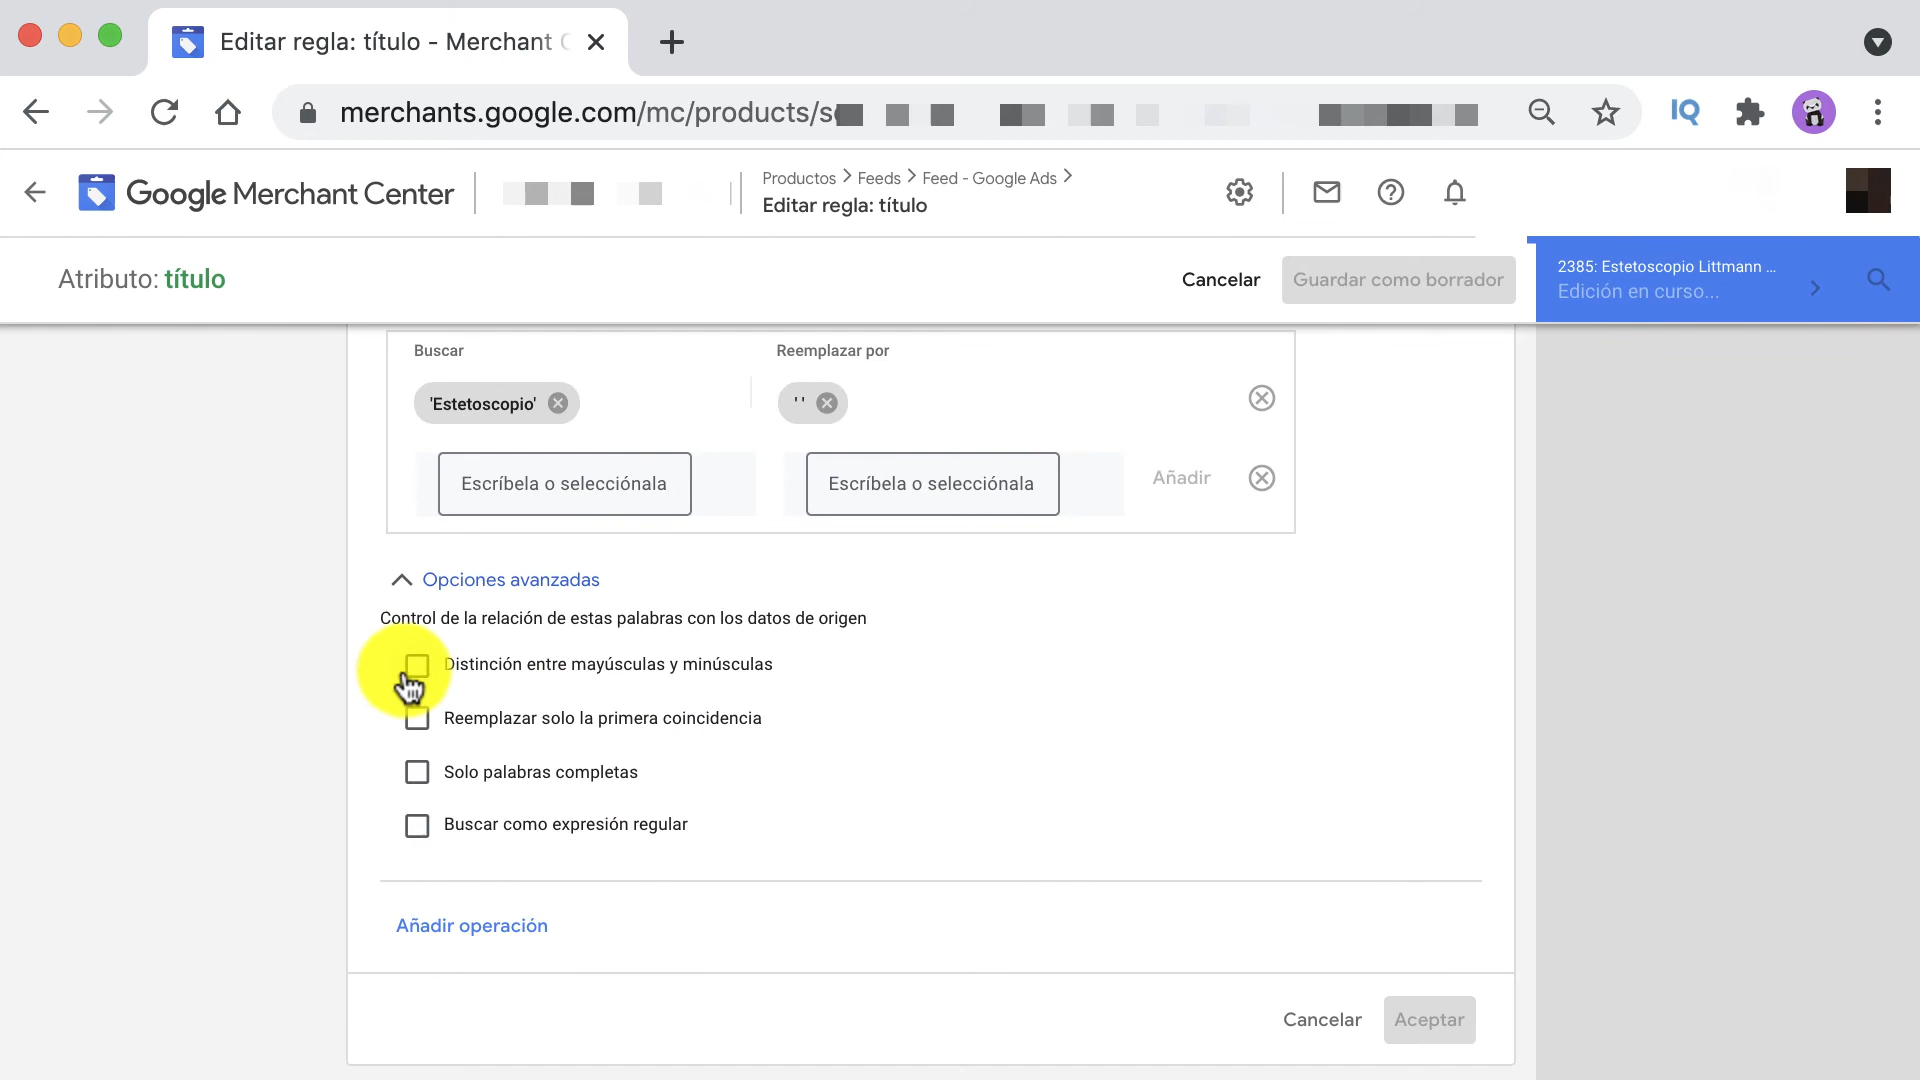 Editar regla: título - Merchant
merchants.google.com/mc/products/s
IQ
Google Merchant Center
Productos > Feeds > Feed - Google Ads >
Editar regla: título
Atributo: título
Cancelar
Guardar como borrador
2385: Estetoscopio Littmann ...
Edición en curso...
Buscar
Reemplazar por
'Estetoscopio'
' '
Escríbela o selecciónala
Escríbela o selecciónala
Añadir
Opciones avanzadas
Control de la relación de estas palabras con los datos de origen
Distinción entre mayúsculas y minúsculas
Reemplazar solo la primera coincidencia
Solo palabras completas
Buscar como expresión regular
Añadir operación
Cancelar
Aceptar